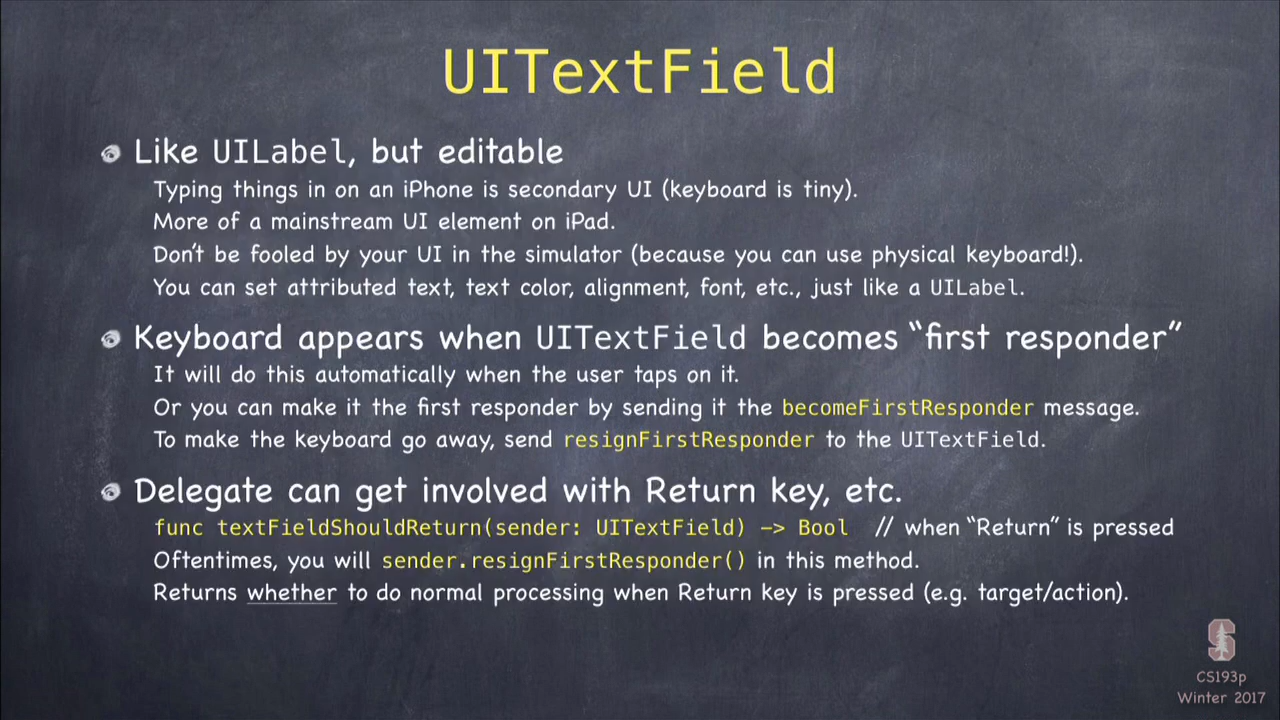 UITextField
Like UILabel, but editable
Typing things in on an iPhone is secondary UI (keyboard is tiny).
More of a mainstream UI element on iPad.
Don't be fooled by your UI in the simulator (because you can use physical keyboard!).
You can set attributed text, text color, alignment, font, etc., just like a UILabel.
Keyboard appears when UITextField becomes “first responder”
It will do this automatically when the user taps on it.
Or you can make it the first responder by sending it the becomeFirstResponder message.
To make the keyboard go away, send resignFirstResponder to the UITextField.
Delegate can get involved with Return key, etc.
func textFieldShouldReturn(sender: UITextField) -> Bool // when “Return” is pressed
Oftentimes, you will sender.resignFirstResponder() in this method.
Returns whether to do normal processing when Return key is pressed (e.g. target/action).
S
CS193p
Winter 2017